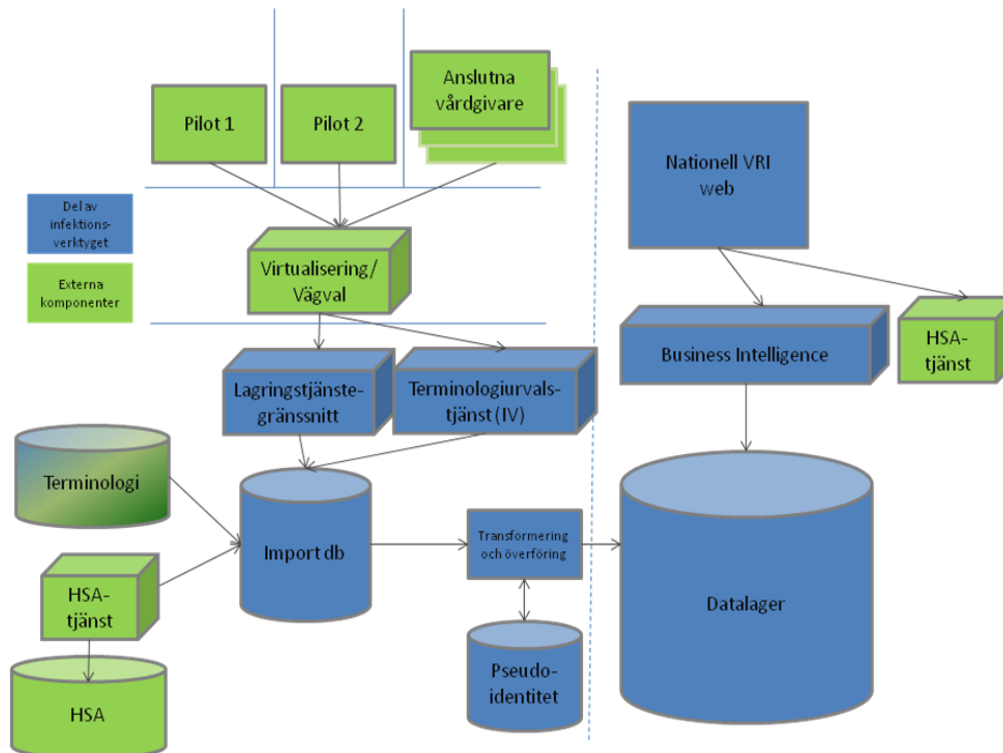 Pilot 1
Pilot 2
Anslutna
vårdgivare
Nationell VRI
web
Del av
infektions-
verktyget
Externa
komponenter
Virtualisering/
Vägval
Business Intelligence
HSA-
tjänst
Lagringstjänste-
gränssnitt
Terminologiurvals-
tjänst (IV)
Terminologi
Import db
Transformering
och överföring
Datalager
HSA-
tjänst
Pseudo-
identitet
HSA